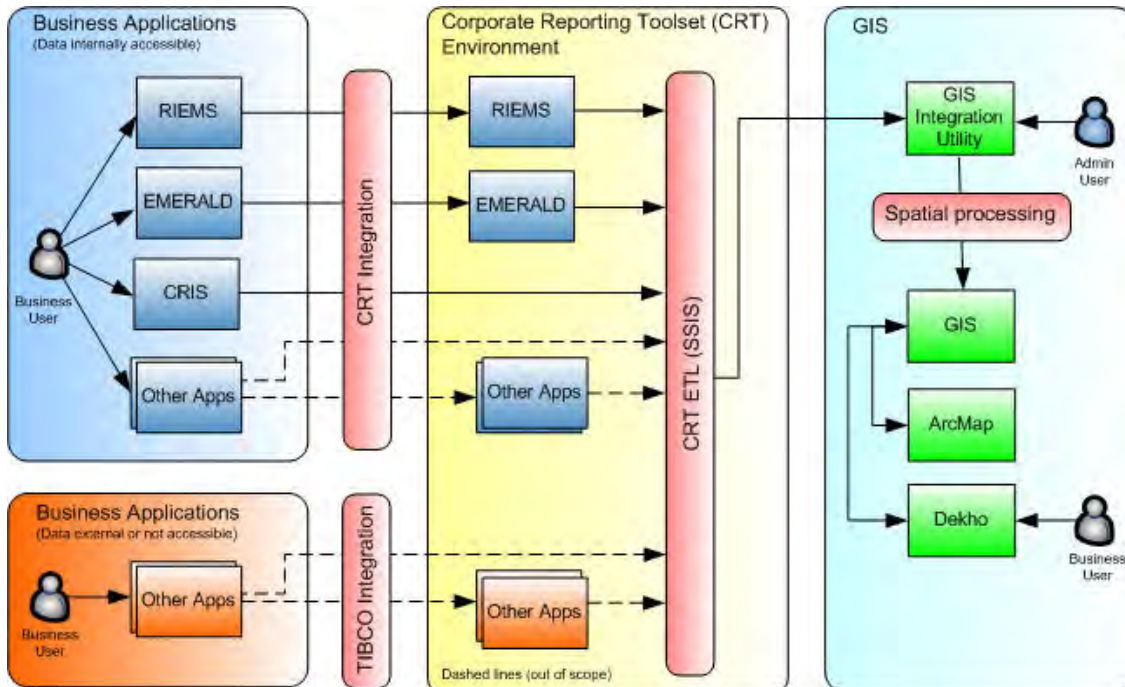 Business Applications
(Data internally accessible)
RIEMS
EMERALD
CRIS
Other Apps
Business
User
CRT Integration
Business Applications
(Data external or not accessible)
Other Apps
Business
User
TIBCO Integration
Corporate Reporting Toolset (CRT)
Environment
RIEMS
EMERALD
Other Apps
Other Apps
Dashed lines (out of scope)
CRT ETL (SSIS)
GIS
GIS
Integration
Utility
Admin
User
Spatial processing
GIS
ArcMap
Dekho
Business
User